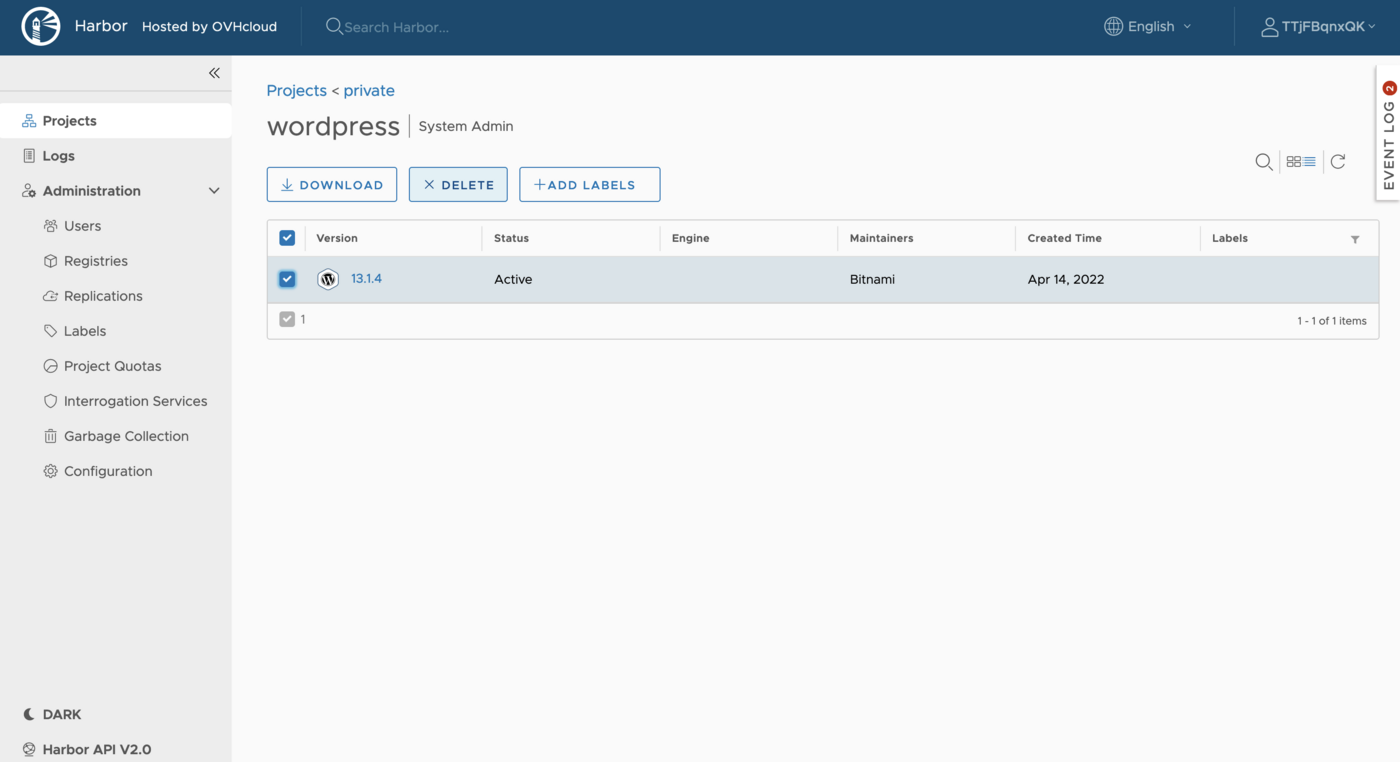 Harbor Hosted by OVHcloud Search Harbor... English TTjFBqnxQK
EVENT LOG 2
Projects
Logs
Administration
Users
Registries
Replications
Labels
Project Quotas
Interrogation Services
Garbage Collection
Configuration
DARK
Harbor API V2.0
Projects < private
wordpress System Admin
DOWNLOAD DELETE ADD LABELS
Version Status Engine Maintainers Created Time Labels
13.1.4 Active Bitnami Apr 14, 2022
1 1 - 1 of 1 items